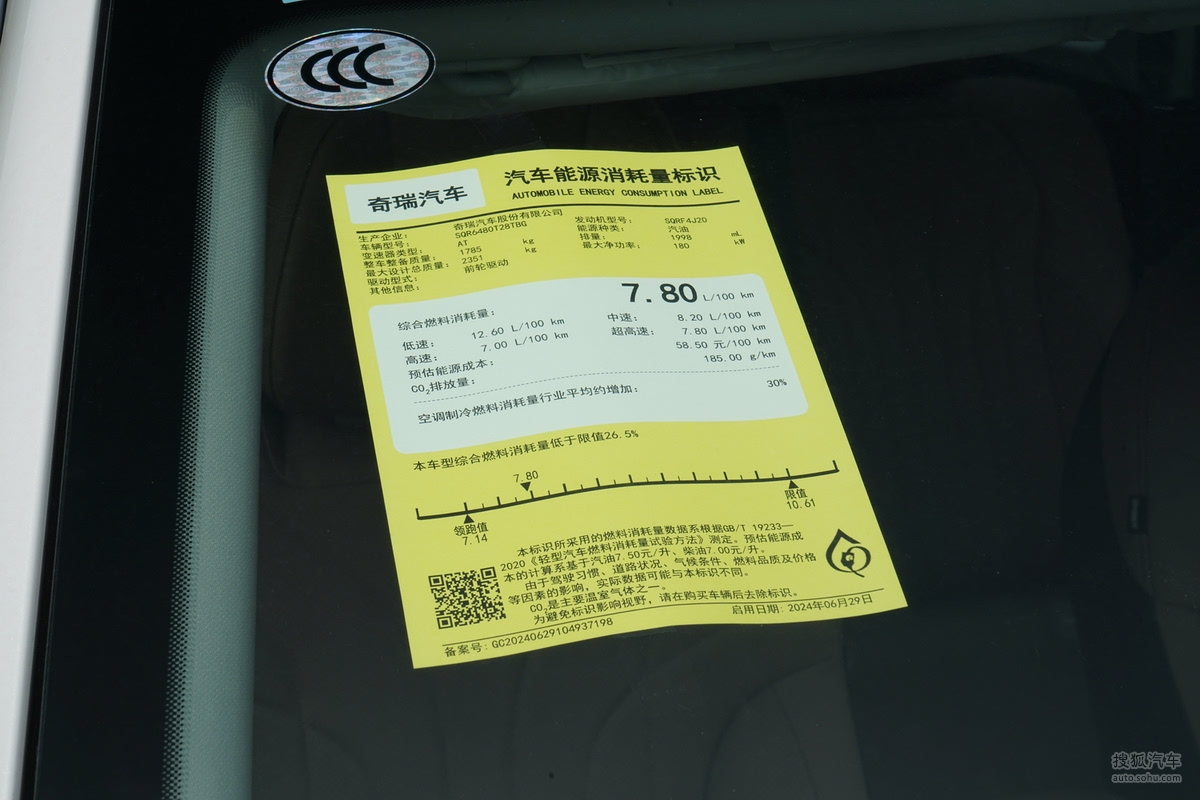 CCC
奇瑞汽车
汽车能源消耗量标识
AUTOMOBILE ENERGY CONSUMPTION LABEL
生产企业： 奇瑞汽车股份有限公司 发动机型号： SQRF4J20
车辆型号： SQR6480T28TBG 能源种类： 汽油
变速器类型： AT 排量： 1998 mL
整车整备质量： 1785 kg 最大净功率： 180 kW
最大设计总质量： 2351 kg
驱动型式： 前轮驱动
其他信息：
综合燃料消耗量： 7.80 L/100 km
低速： 12.60 L/100 km 中速： 8.20 L/100 km
高速： 7.00 L/100 km 超高速： 7.80 L/100 km
预估能源成本： 58.50 元/100 km
CO2排放量： 185.00 g/km
空调制冷燃料消耗量行业平均约增加： 30%
本车型综合燃料消耗量低于限值26.5%
7.80
领跑值
7.14
限值
10.61
本标识所采用的燃料消耗量数据系根据GB/T 19233—
2020《轻型汽车燃料消耗量试验方法》测定。预估能源成
本的计算系基于汽油7.50元/升、柴油7.00元/升。
由于驾驶习惯、道路状况、气候条件、燃料品质及价格
等因素的影响，实际数据可能与本标识不同。
CO2是主要温室气体之一。
为避免标识影响视野，请在购买车辆后去除标识。
备案号：GC20240629104937198 启用日期：2024年06月29日
搜狐汽车
auto.sohu.com